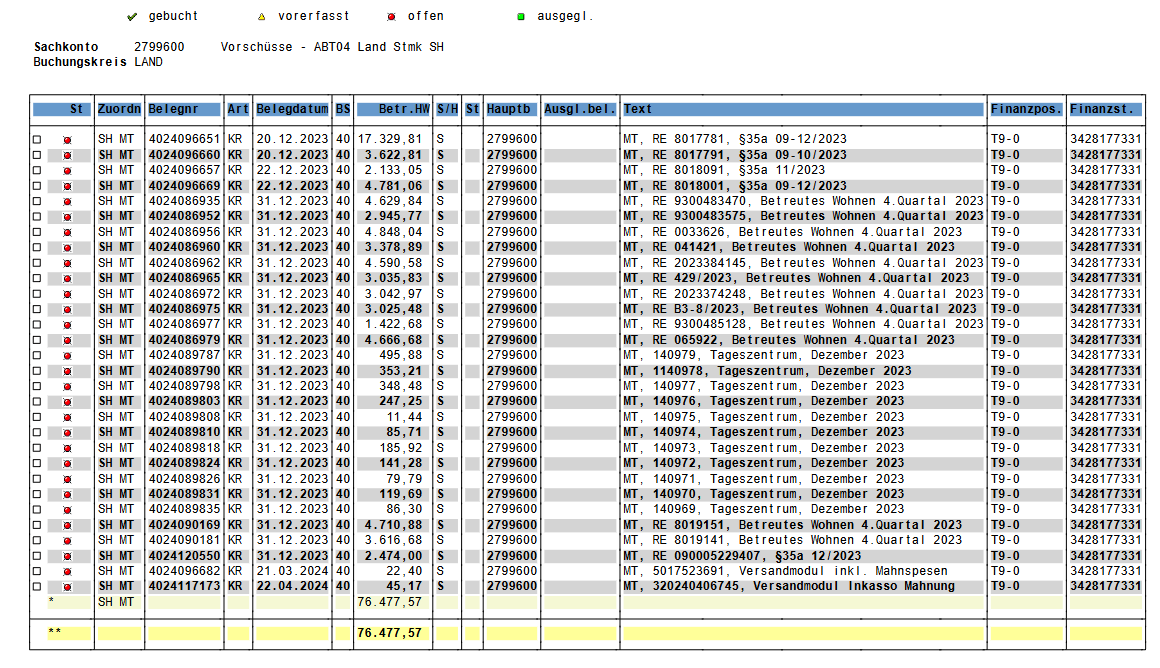 gebucht vorerfasst offen ausgegl.
Sachkonto 2799600 Vorschüsse - ABT04 Land Stmk SH
Buchungskreis LAND
St Zuordn Belegnr Art Belegdatum BS Betr.HW S/H St Hauptb Ausgl.bel. Text Finanzpos. Finanzst.
SH MT 4024096651 KR 20.12.2023 40 17.329,81 S 2799600 MT, RE 8017781, §35a 09-12/2023 T9-0 3428177331
SH MT 4024096660 KR 20.12.2023 40 3.622,81 S 2799600 MT, RE 8017791, §35a 09-10/2023 T9-0 3428177331
SH MT 4024096657 KR 22.12.2023 40 2.133,05 S 2799600 MT, RE 8018091, §35a 11/2023 T9-0 3428177331
SH MT 4024096669 KR 22.12.2023 40 4.781,06 S 2799600 MT, RE 8018001, §35a 09-12/2023 T9-0 3428177331
SH MT 4024086935 KR 31.12.2023 40 4.629,84 S 2799600 MT, RE 9300483470, Betreutes Wohnen 4.Quartal 2023 T9-0 3428177331
SH MT 4024086952 KR 31.12.2023 40 2.945,77 S 2799600 MT, RE 9300483575, Betreutes Wohnen 4.Quartal 2023 T9-0 3428177331
SH MT 4024086956 KR 31.12.2023 40 4.848,04 S 2799600 MT, RE 0033626, Betreutes Wohnen 4.Quartal 2023 T9-0 3428177331
SH MT 4024086960 KR 31.12.2023 40 3.378,89 S 2799600 MT, RE 041421, Betreutes Wohnen 4.Quartal 2023 T9-0 3428177331
SH MT 4024086962 KR 31.12.2023 40 4.590,58 S 2799600 MT, RE 2023384145, Betreutes Wohnen 4.Quartal 2023 T9-0 3428177331
SH MT 4024086965 KR 31.12.2023 40 3.035,83 S 2799600 MT, RE 429/2023, Betreutes Wohnen 4.Quartal 2023 T9-0 3428177331
SH MT 4024086972 KR 31.12.2023 40 3.042,97 S 2799600 MT, RE 2023374248, Betreutes Wohnen 4.Quartal 2023 T9-0 3428177331
SH MT 4024086975 KR 31.12.2023 40 3.025,48 S 2799600 MT, RE B3-8/2023, Betreutes Wohnen 4.Quartal 2023 T9-0 3428177331
SH MT 4024086977 KR 31.12.2023 40 1.422,68 S 2799600 MT, RE 9300485128, Betreutes Wohnen 4.Quartal 2023 T9-0 3428177331
SH MT 4024086979 KR 31.12.2023 40 4.666,68 S 2799600 MT, RE 065922, Betreutes Wohnen 4.Quartal 2023 T9-0 3428177331
SH MT 4024089787 KR 31.12.2023 40 495,88 S 2799600 MT, 140979, Tageszentrum, Dezember 2023 T9-0 3428177331
SH MT 4024089790 KR 31.12.2023 40 353,21 S 2799600 MT, 1140978, Tageszentrum, Dezember 2023 T9-0 3428177331
SH MT 4024089798 KR 31.12.2023 40 348,48 S 2799600 MT, 140977, Tageszentrum, Dezember 2023 T9-0 3428177331
SH MT 4024089803 KR 31.12.2023 40 247,25 S 2799600 MT, 140976, Tageszentrum, Dezember 2023 T9-0 3428177331
SH MT 4024089808 KR 31.12.2023 40 11,44 S 2799600 MT, 140975, Tageszentrum, Dezember 2023 T9-0 3428177331
SH MT 4024089810 KR 31.12.2023 40 85,71 S 2799600 MT, 140974, Tageszentrum, Dezember 2023 T9-0 3428177331
SH MT 4024089818 KR 31.12.2023 40 185,92 S 2799600 MT, 140973, Tageszentrum, Dezember 2023 T9-0 3428177331
SH MT 4024089824 KR 31.12.2023 40 141,28 S 2799600 MT, 140972, Tageszentrum, Dezember 2023 T9-0 3428177331
SH MT 4024089826 KR 31.12.2023 40 79,79 S 2799600 MT, 140971, Tageszentrum, Dezember 2023 T9-0 3428177331
SH MT 4024089831 KR 31.12.2023 40 119,69 S 2799600 MT, 140970, Tageszentrum, Dezember 2023 T9-0 3428177331
SH MT 4024089835 KR 31.12.2023 40 86,30 S 2799600 MT, 140969, Tageszentrum, Dezember 2023 T9-0 3428177331
SH MT 4024090169 KR 31.12.2023 40 4.710,88 S 2799600 MT, RE 8019151, Betreutes Wohnen 4.Quartal 2023 T9-0 3428177331
SH MT 4024090181 KR 31.12.2023 40 3.616,68 S 2799600 MT, RE 8019141, Betreutes Wohnen 4.Quartal 2023 T9-0 3428177331
SH MT 4024120550 KR 31.12.2023 40 2.474,00 S 2799600 MT, RE 090005229407, §35a 12/2023 T9-0 3428177331
SH MT 4024096682 KR 21.03.2024 40 22,40 S 2799600 MT, 5017523691, Versandmodul inkl. Mahnspesen T9-0 3428177331
SH MT 4024117173 KR 22.04.2024 40 45,17 S 2799600 MT, 320240406745, Versandmodul Inkasso Mahnung T9-0 3428177331
* SH MT 76.477,57
** 76.477,57